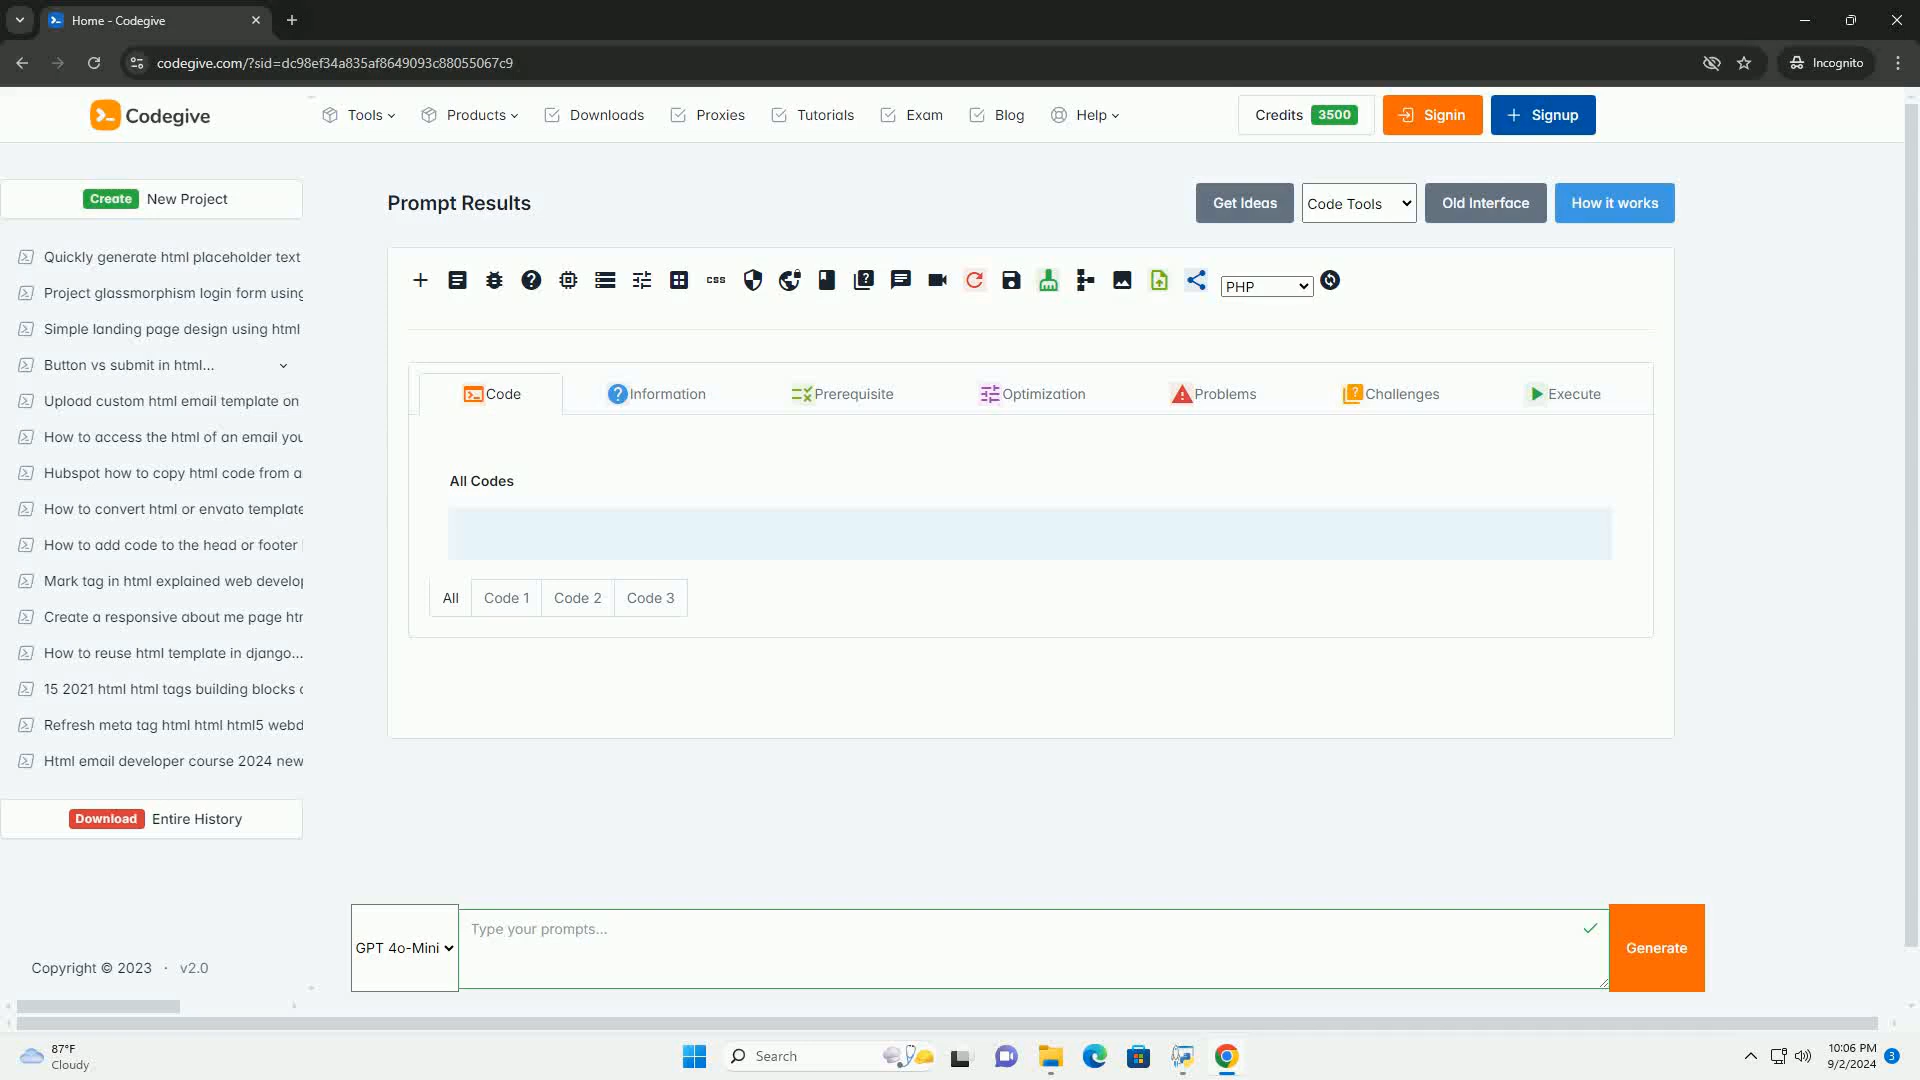 Home - Codegive
codegive.com/?sid=dc98ef34a835af8649093c88055067c9
Incognito
Codegive
Tools
Products
Downloads
Proxies
Tutorials
Exam
Blog
Help
Credits 3500
Signin
Signup
Create New Project
Prompt Results
Get Ideas
Code Tools
Old Interface
How it works
Quickly generate html placeholder text
Project glassmorphism login form using
Simple landing page design using html
Button vs submit in html...
Upload custom html email template on
How to access the html of an email you
Hubspot how to copy html code from a
How to convert html or envato template
How to add code to the head or footer
Mark tag in html explained web develop
Create a responsive about me page htm
How to reuse html template in django...
15 2021 html html tags building blocks
Refresh meta tag html html html5 webd
Html email developer course 2024 new
Download Entire History
css
PHP
Code
Information
Prerequisite
Optimization
Problems
Challenges
Execute
All Codes
All
Code 1
Code 2
Code 3
GPT 4o-Mini
Type your prompts...
Generate
Copyright © 2023 · v2.0
87°F
Cloudy
Search
10:06 PM
9/2/2024
3